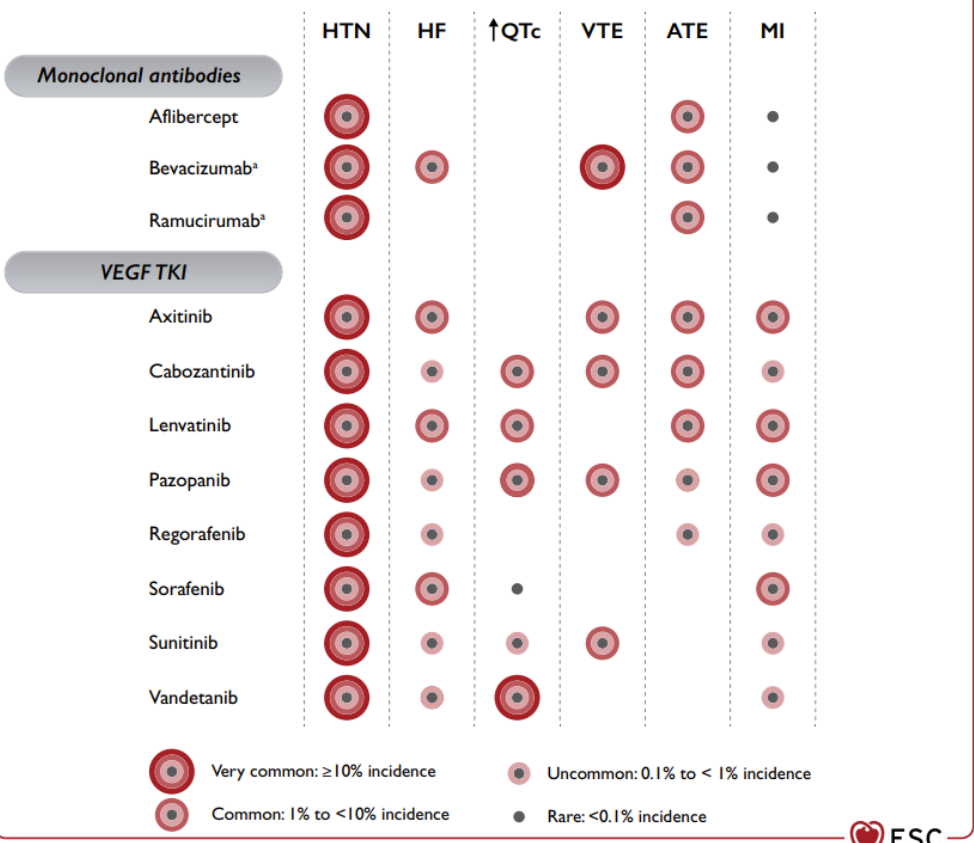 HTN HF ↑QTc VTE ATE MI
Monoclonal antibodies
Aflibercept
Bevacizumabᵃ
Ramucirumabᵃ
VEGF TKI
Axitinib
Cabozantinib
Lenvatinib
Pazopanib
Regorafenib
Sorafenib
Sunitinib
Vandetanib
Very common: ≥10% incidence Uncommon: 0.1% to < 1% incidence
Common: 1% to <10% incidence Rare: <0.1% incidence
ESC